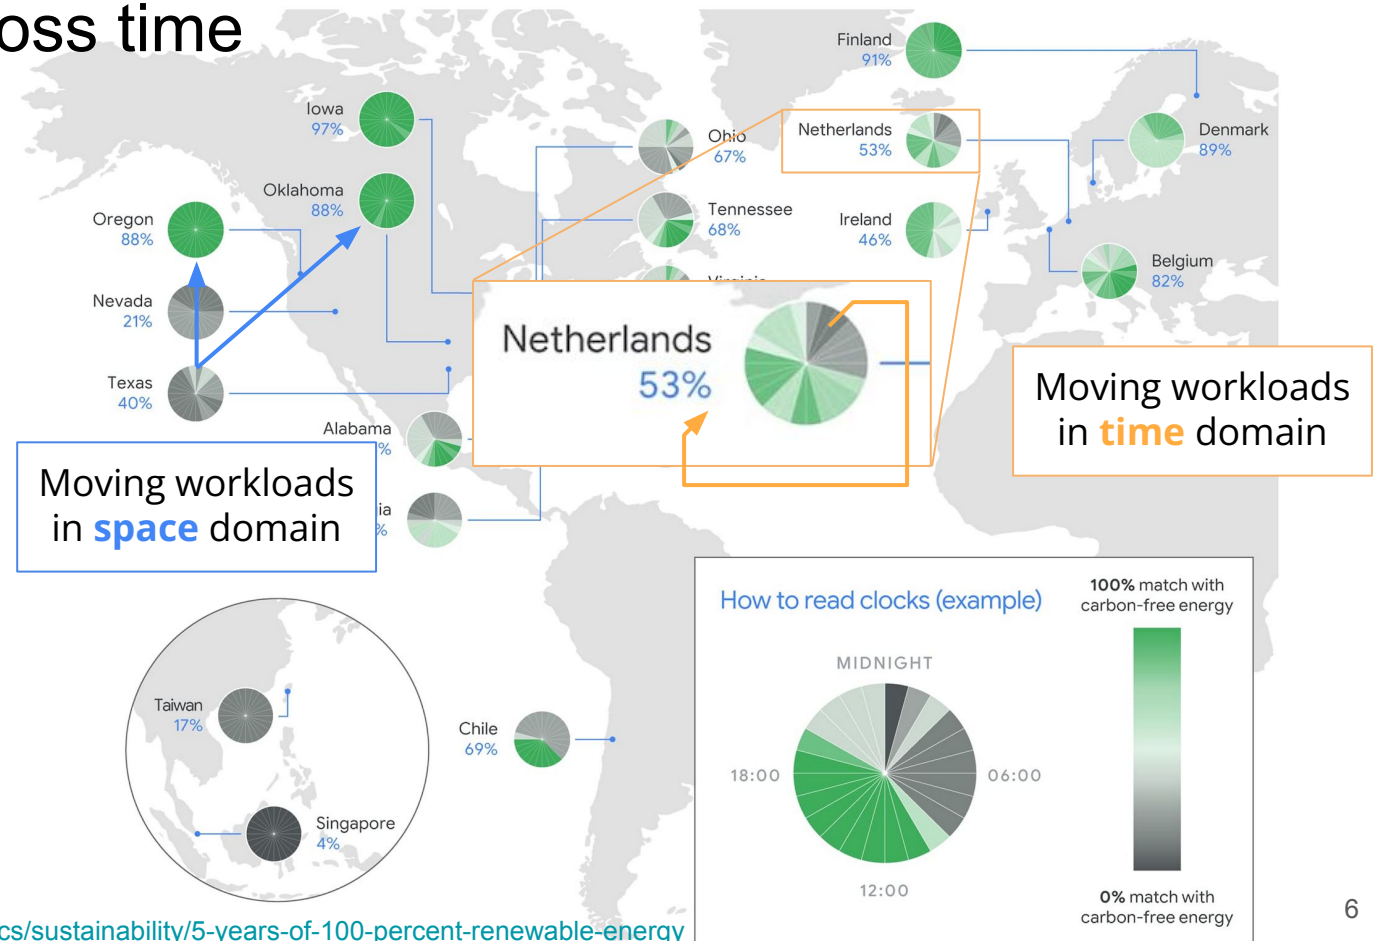 oss time
Finland
91%
Iowa
97%
Ohio
67%
Netherlands
53%
Denmark
89%
Oklahoma
88%
Oregon
88%
Tennessee
68%
Ireland
46%
Belgium
82%
Nevada
21%
Netherlands
53%
Texas
40%
Moving workloads
in time domain
Alabama
%
Moving workloads
in space domain
ia
%
How to read clocks (example)
100% match with
carbon-free energy
MIDNIGHT
18:00
06:00
12:00
0% match with
carbon-free energy
Taiwan
17%
Chile
69%
Singapore
4%
cs/sustainability/5-years-of-100-percent-renewable-energy
6